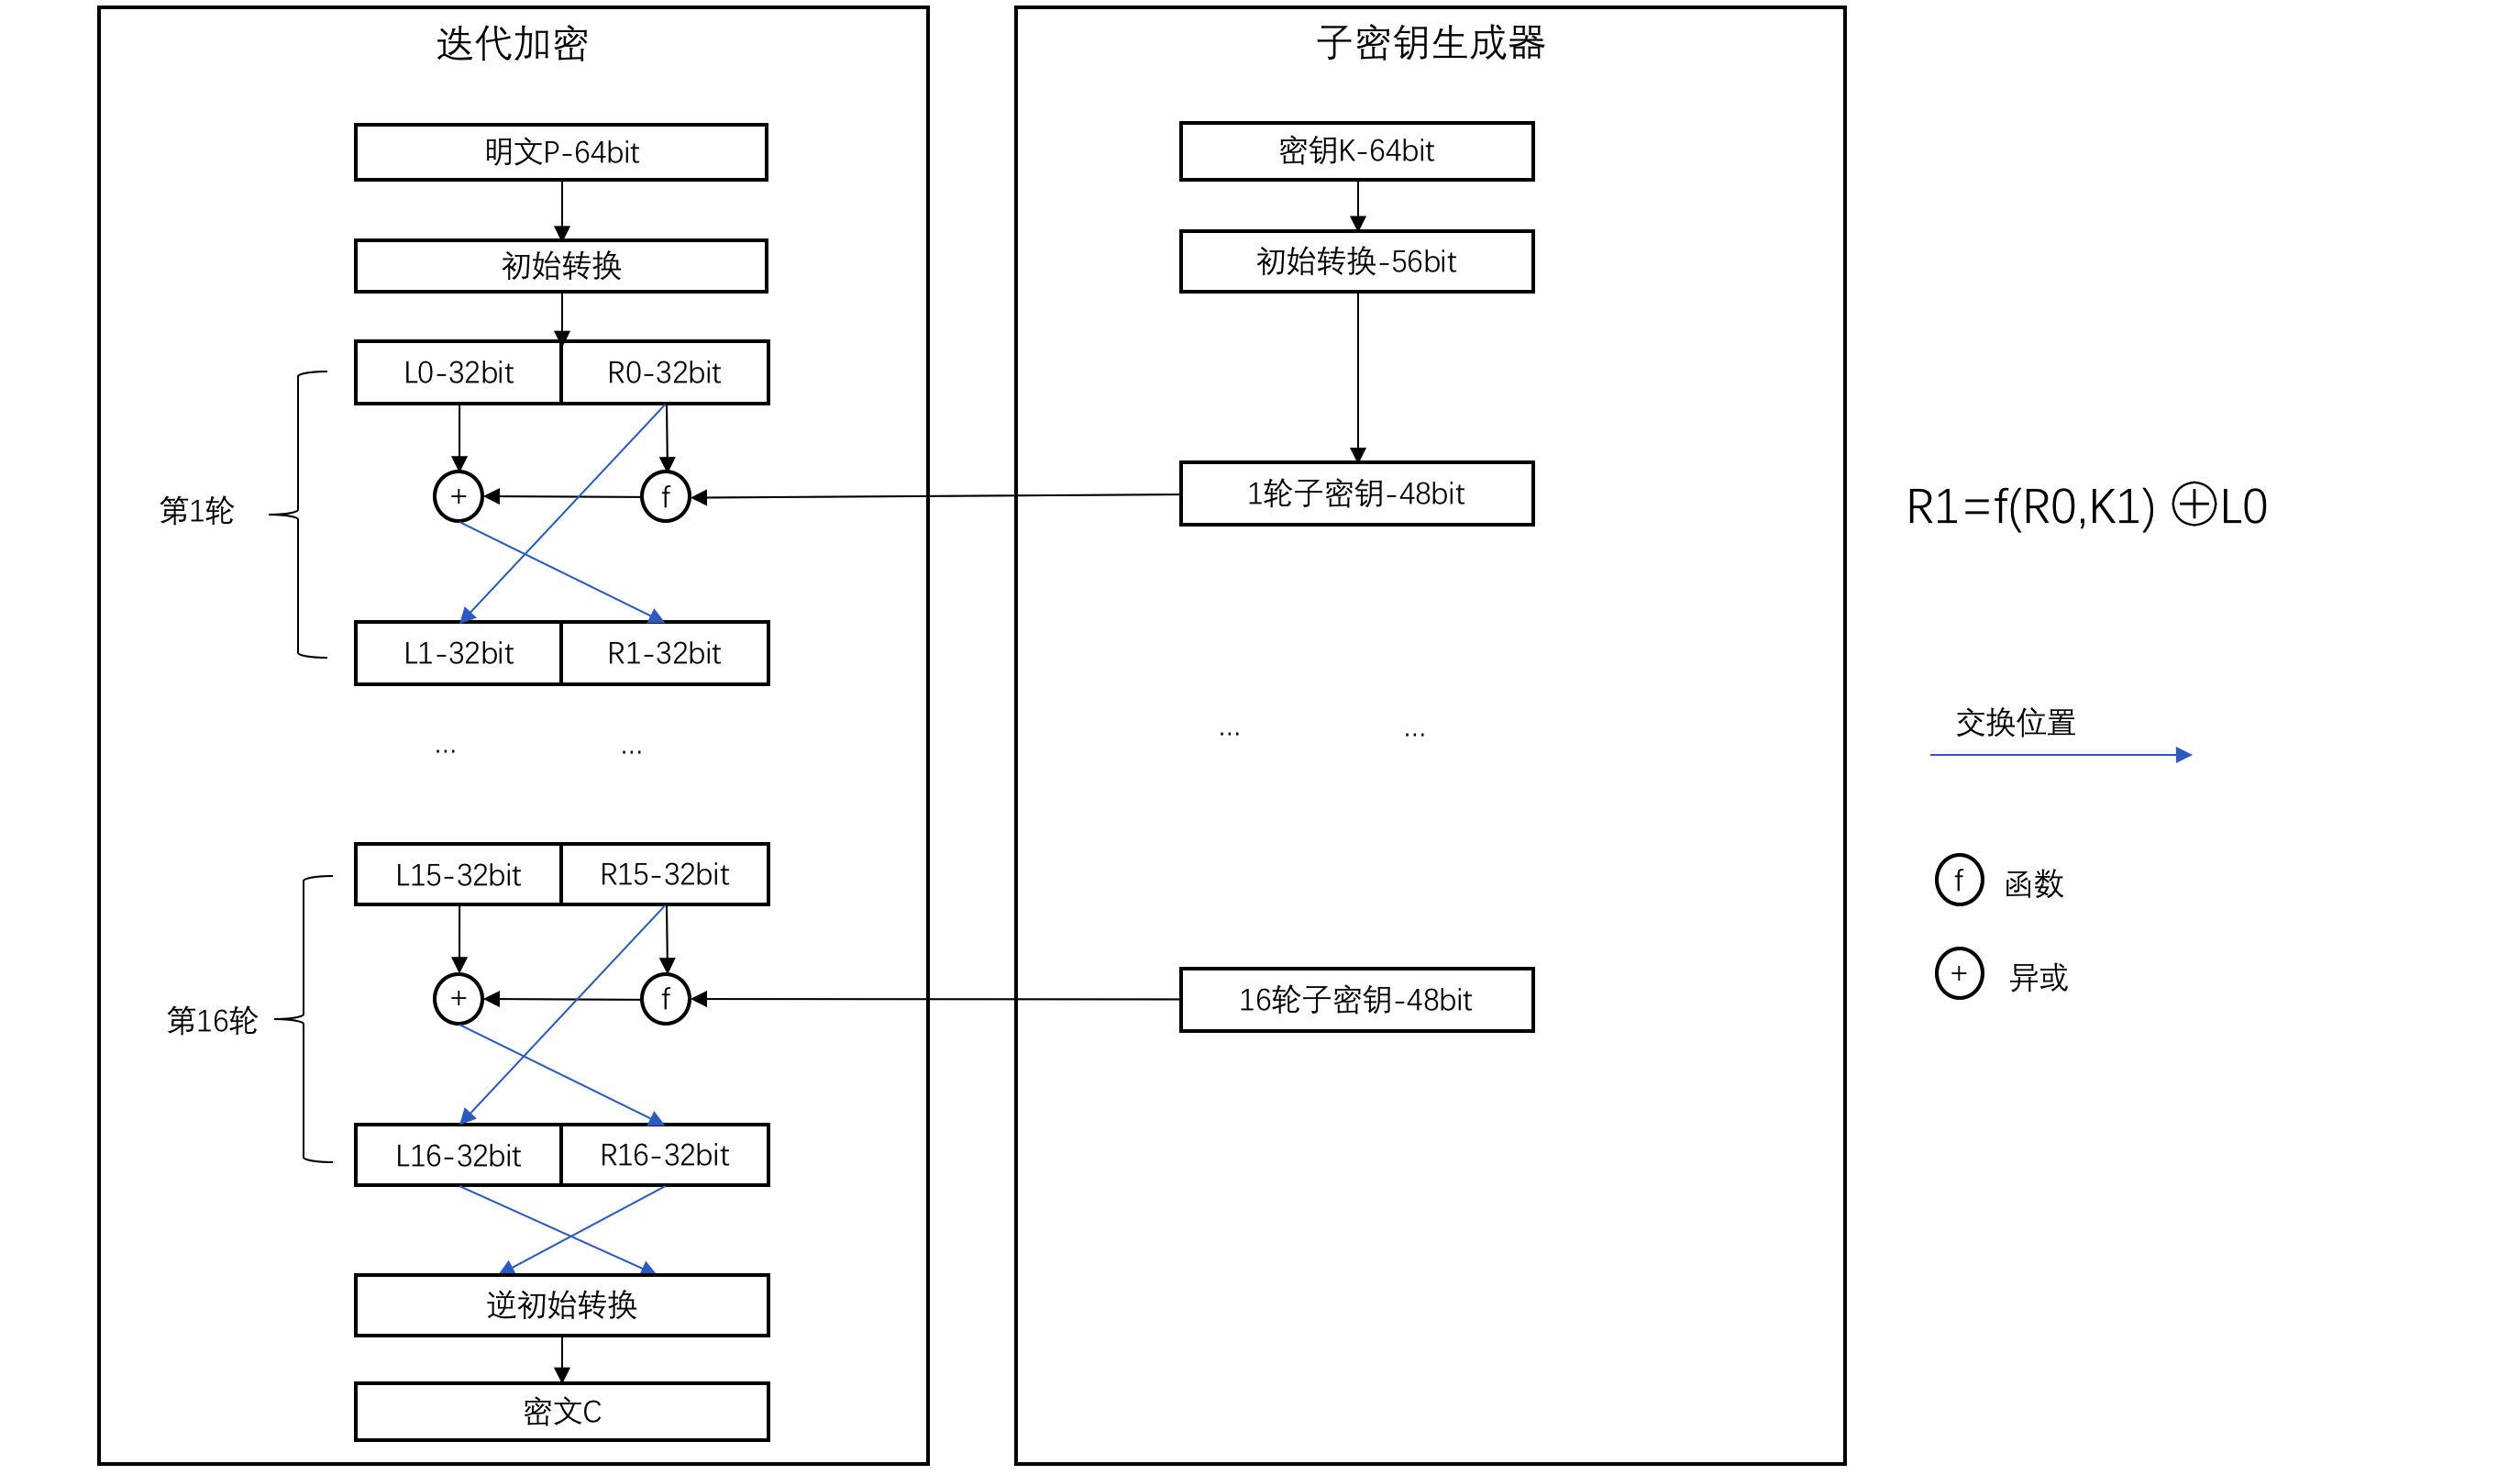 迭代加密
明文P-64bit
初始转换
L0-32bit
R0-32bit
+
f
第1轮
L1-32bit
R1-32bit
...
...
L15-32bit
R15-32bit
+
f
第16轮
L16-32bit
R16-32bit
逆初始转换
密文C
子密钥生成器
密钥K-64bit
初始转换-56bit
1轮子密钥-48bit
...
...
16轮子密钥-48bit
R1=f(R0,K1) ⊕L0
交换位置
f 函数
+ 异或